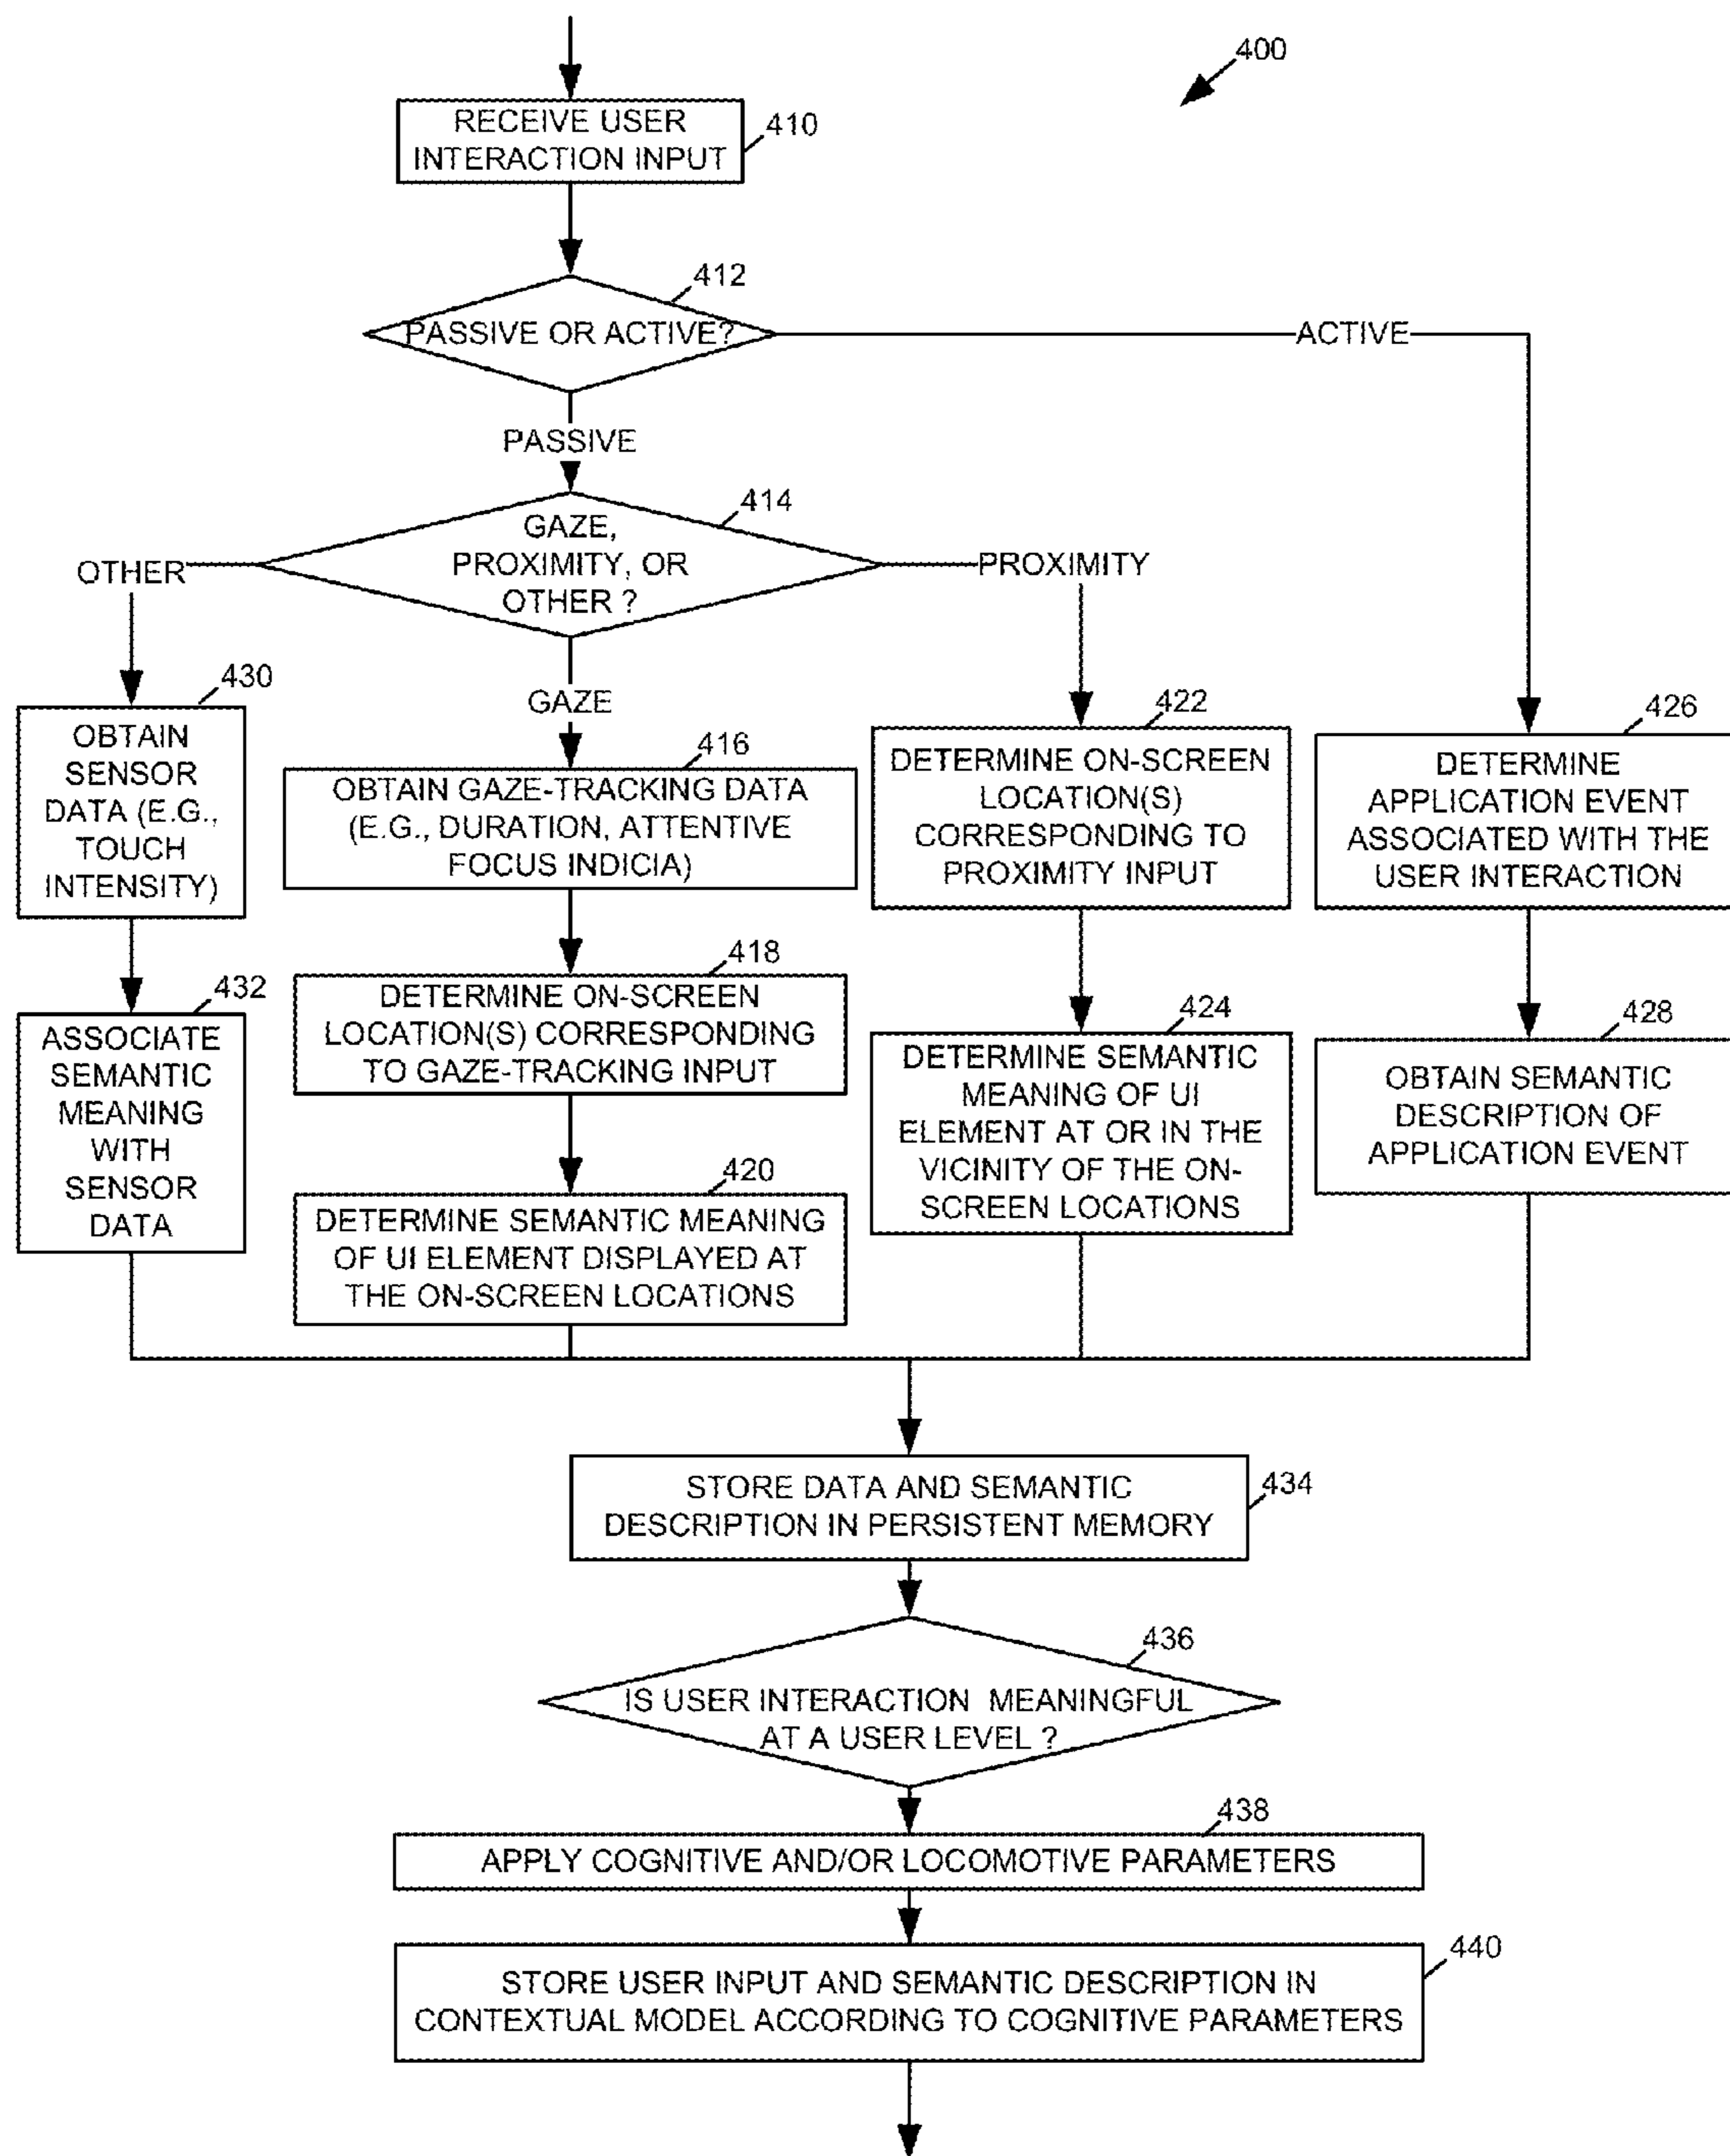 400
RECEIVE USER
INTERACTION INPUT
410
412
PASSIVE OR ACTIVE?
ACTIVE
PASSIVE
414
GAZE,
PROXIMITY, OR
OTHER ?
OTHER
PROXIMITY
GAZE
430
OBTAIN
SENSOR
DATA (E.G.,
TOUCH
INTENSITY)
416
OBTAIN GAZE-TRACKING DATA
(E.G., DURATION, ATTENTIVE
FOCUS INDICIA)
422
DETERMINE ON-SCREEN
LOCATION(S)
CORRESPONDING TO
PROXIMITY INPUT
426
DETERMINE
APPLICATION EVENT
ASSOCIATED WITH THE
USER INTERACTION
432
ASSOCIATE
SEMANTIC
MEANING
WITH
SENSOR
DATA
418
DETERMINE ON-SCREEN
LOCATION(S) CORRESPONDING
TO GAZE-TRACKING INPUT
424
DETERMINE SEMANTIC
MEANING OF UI
ELEMENT AT OR IN THE
VICINITY OF THE ON-
SCREEN LOCATIONS
428
OBTAIN SEMANTIC
DESCRIPTION OF
APPLICATION EVENT
420
DETERMINE SEMANTIC MEANING
OF UI ELEMENT DISPLAYED AT
THE ON-SCREEN LOCATIONS
STORE DATA AND SEMANTIC
DESCRIPTION IN PERSISTENT MEMORY
434
436
IS USER INTERACTION MEANINGFUL
AT A USER LEVEL ?
438
APPLY COGNITIVE AND/OR LOCOMOTIVE PARAMETERS
440
STORE USER INPUT AND SEMANTIC DESCRIPTION IN
CONTEXTUAL MODEL ACCORDING TO COGNITIVE PARAMETERS